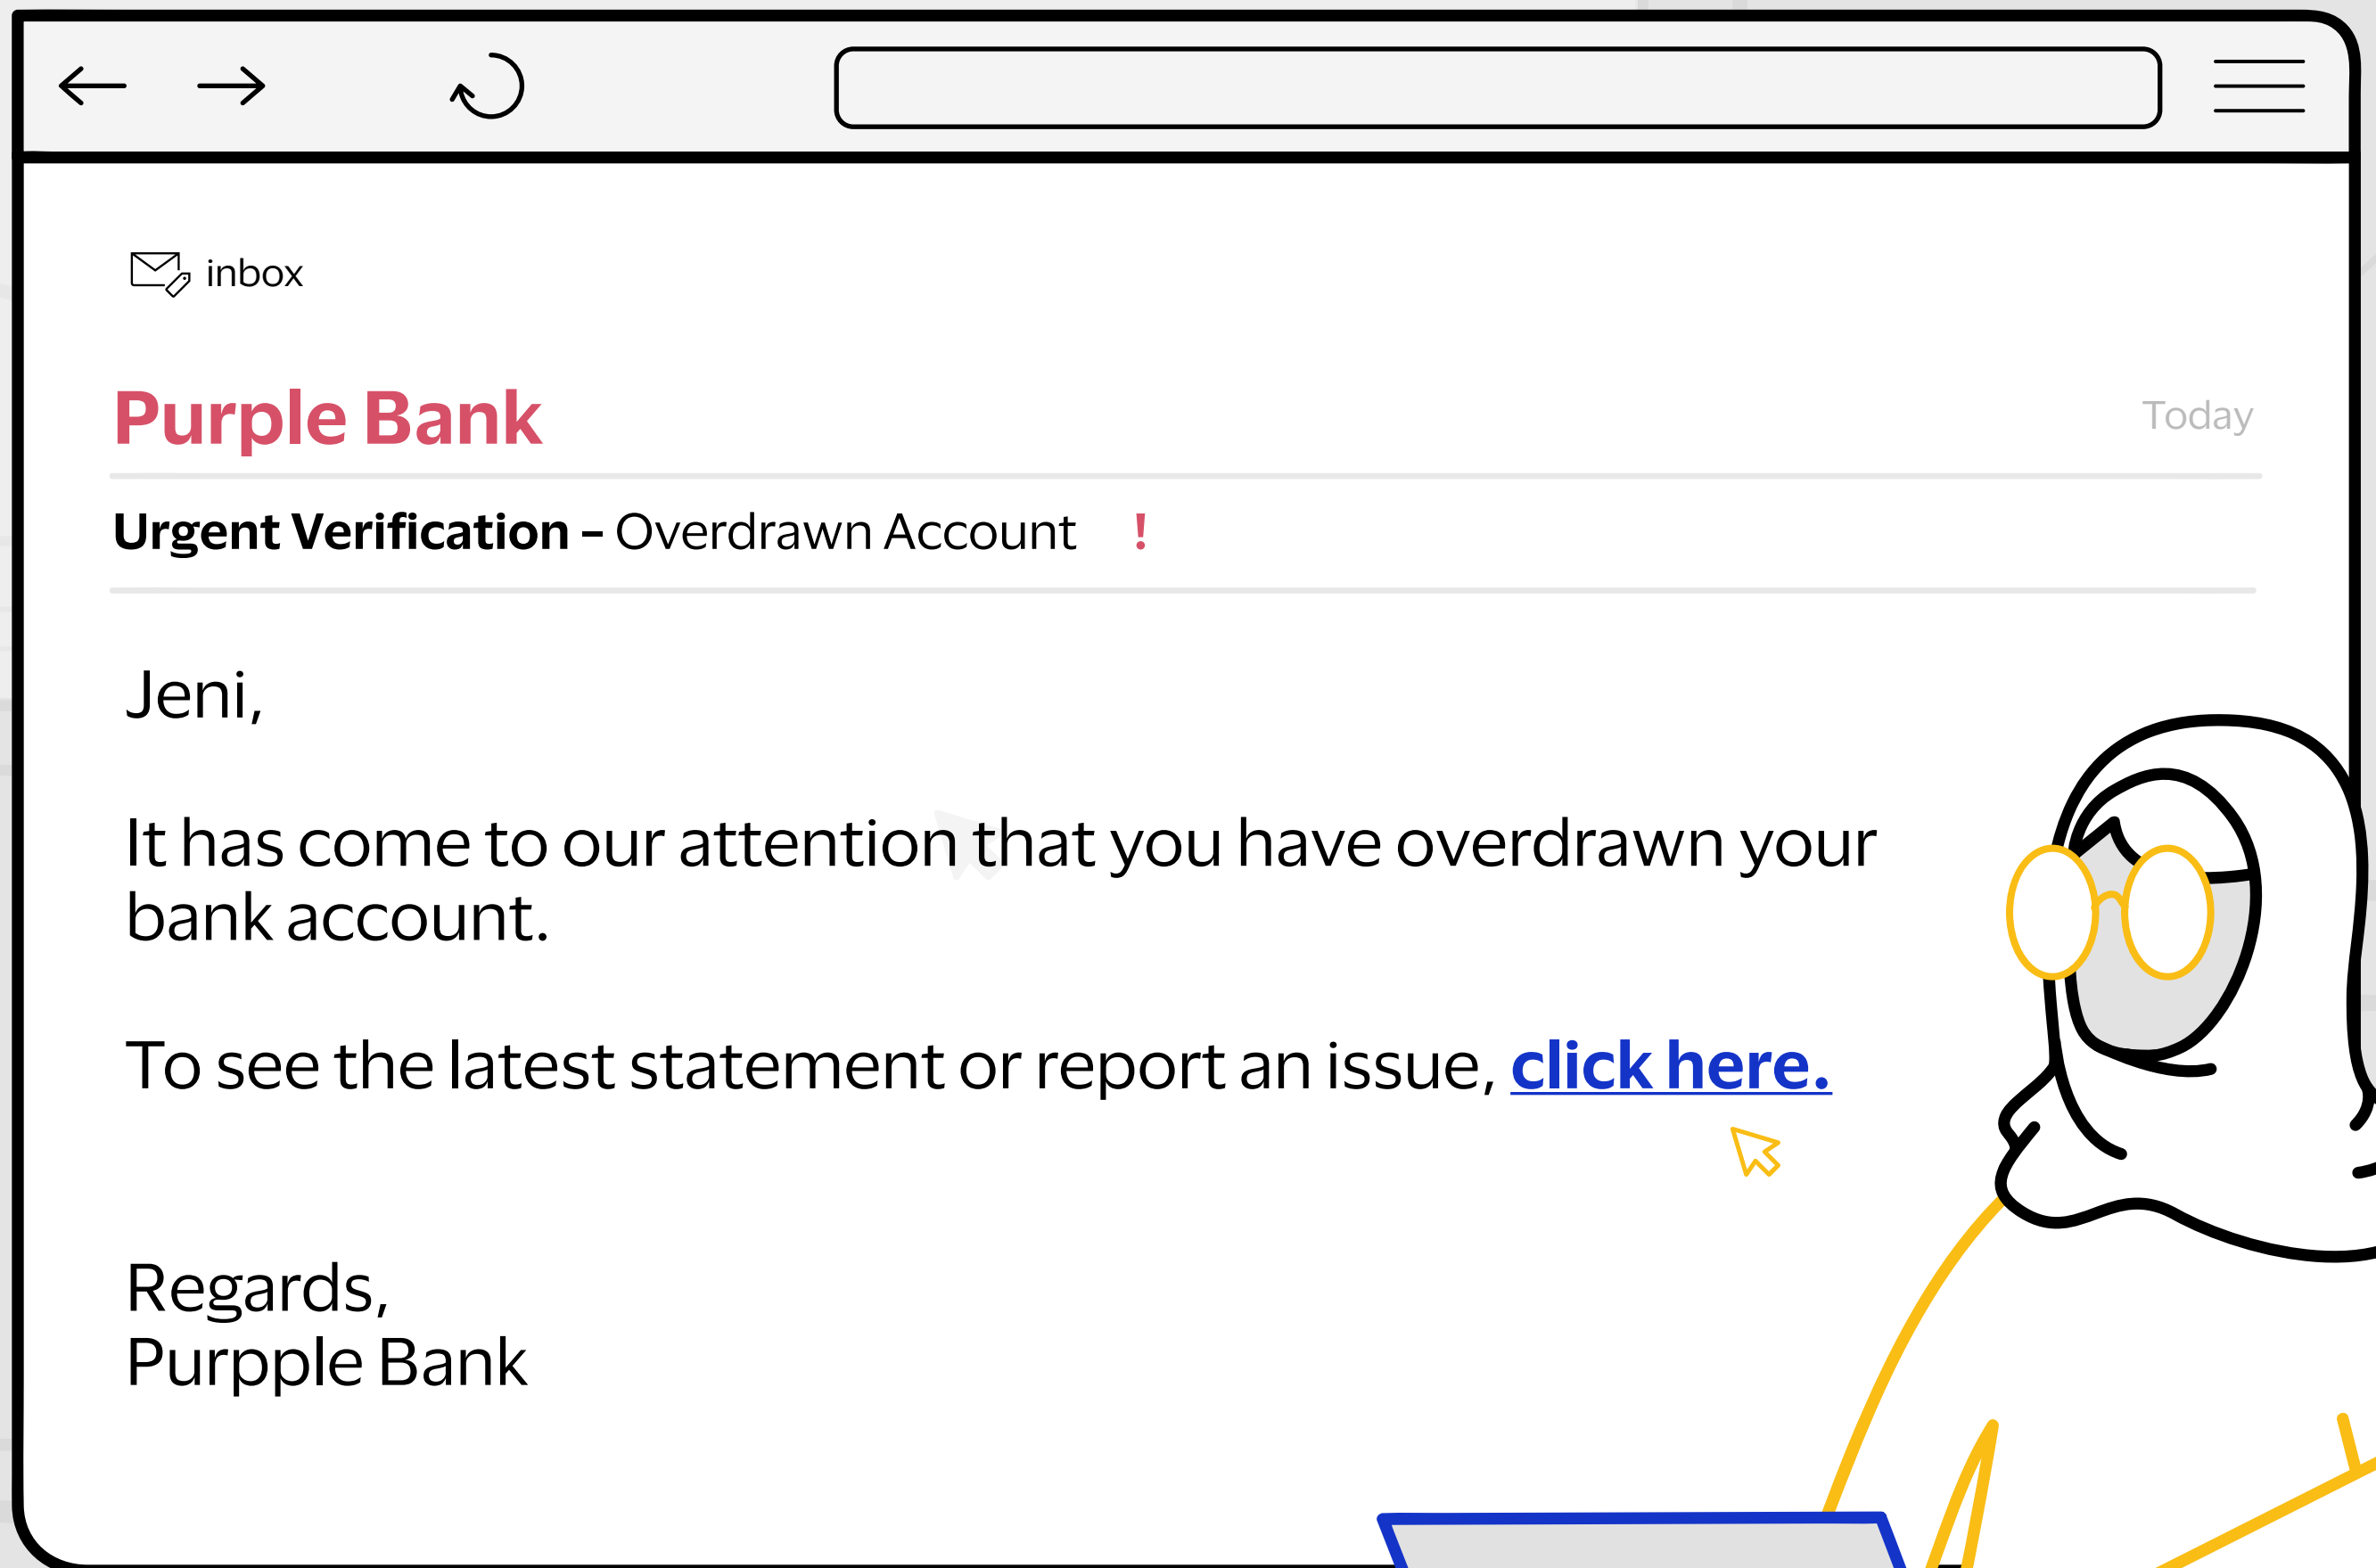 inbox
Purple Bank
Today
Urgent Verification – Overdrawn Account !
Jeni,
It has come to our attention that you have overdrawn your
bank account.
To see the latest statement or report an issue, click here.
Regards,
Purpple Bank